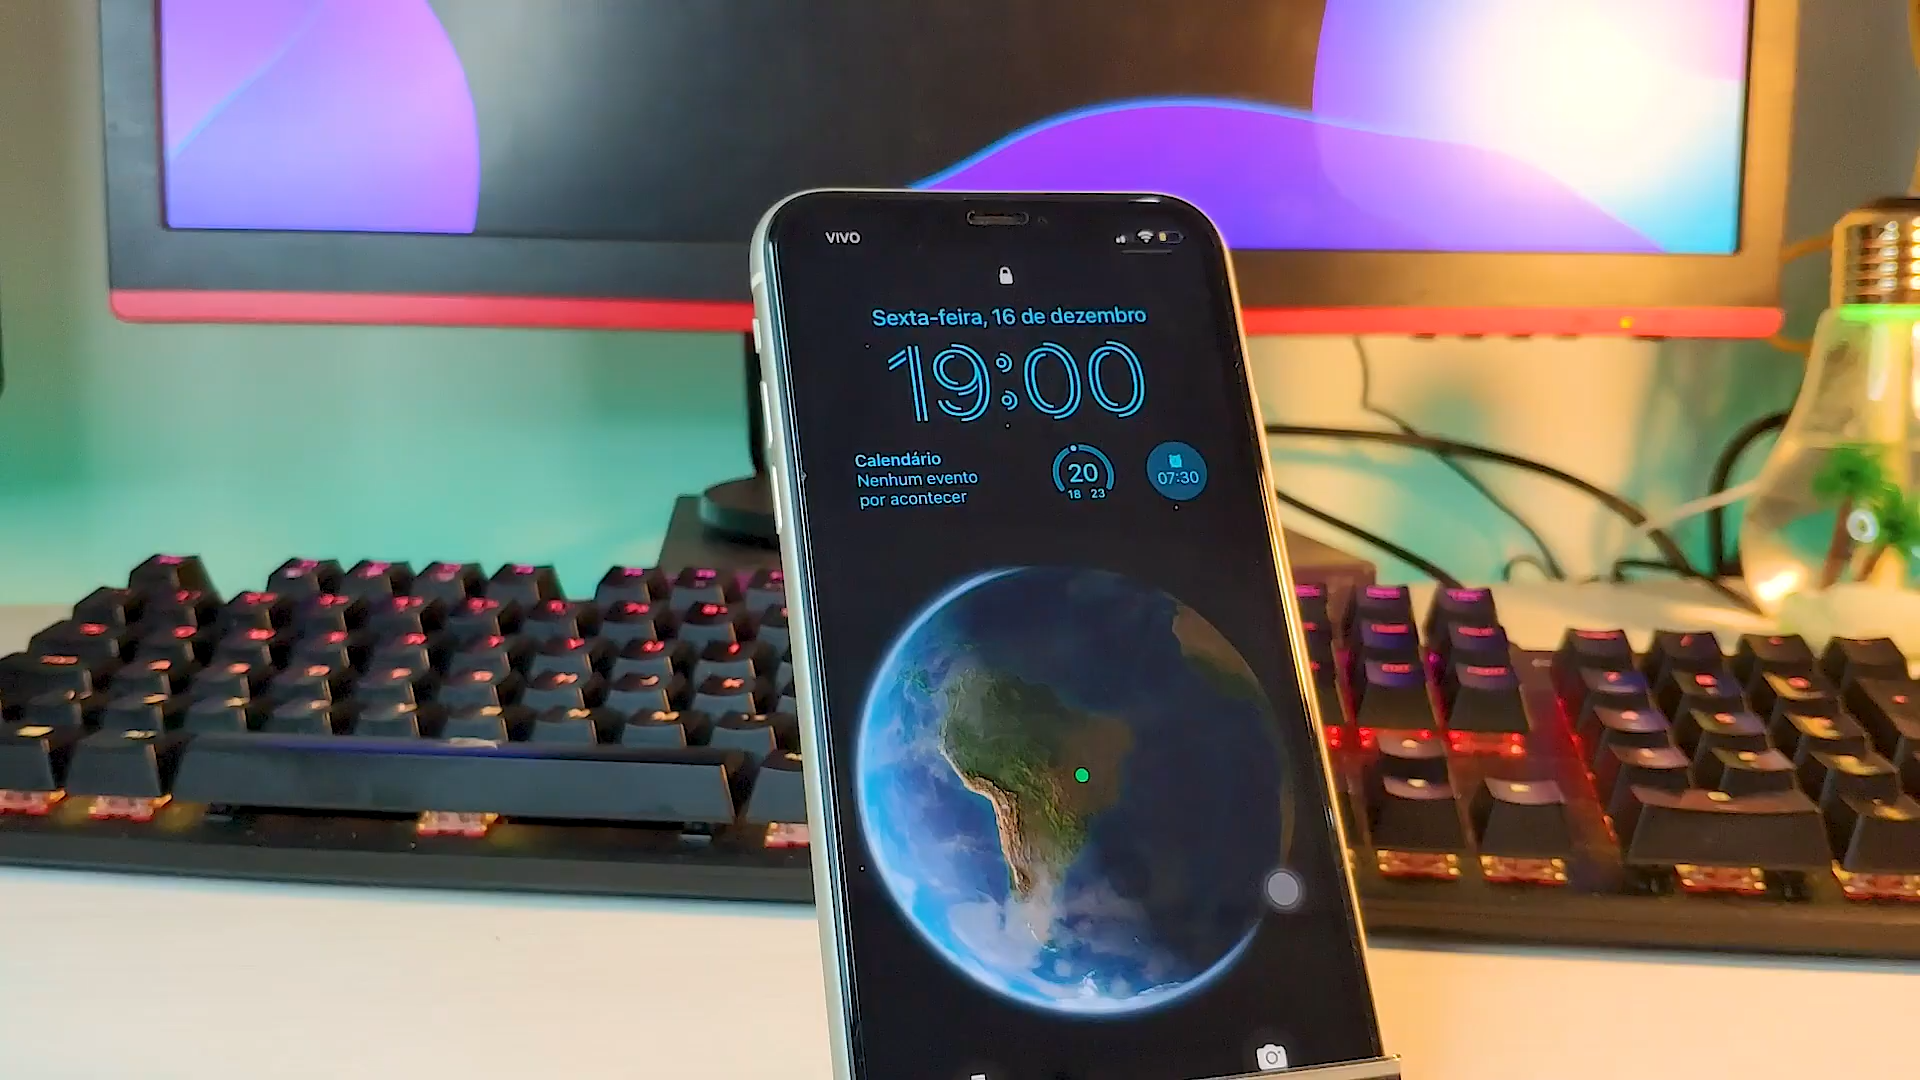 VIVO
Sexta-feira, 16 de dezembro
19:00
Calendário
Nenhum evento
por acontecer
20
18 23
07:30